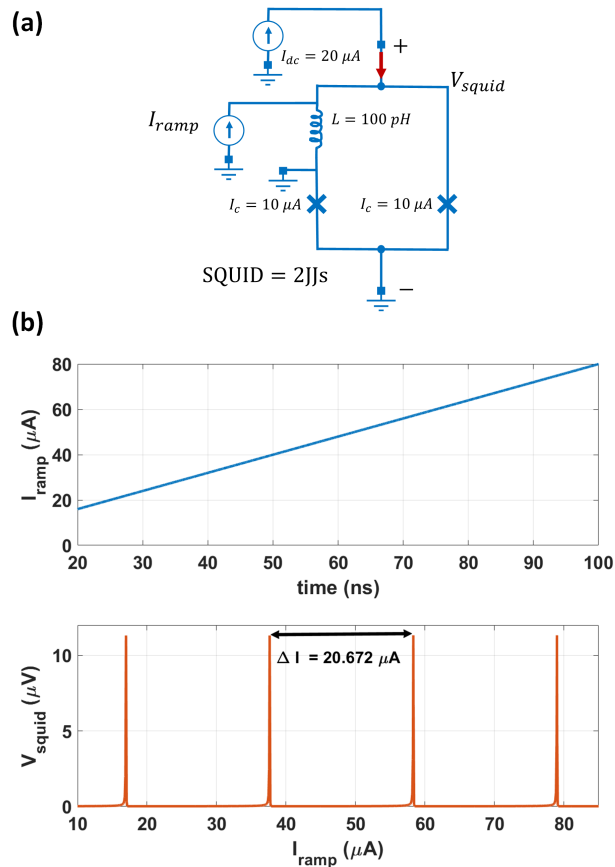 (a)
I_dc = 20 μA
+
V_squid
I_ramp
L = 100 pH
I_c = 10 μA
I_c = 10 μA
SQUID = 2JJs
−
(b)
80
60
40
20
0
I_ramp (μA)
20 30 40 50 60 70 80 90 100
time (ns)
10
5
0
V_squid (μV)
Δ I = 20.672 μA
10 20 30 40 50 60 70 80
I_ramp (μA)